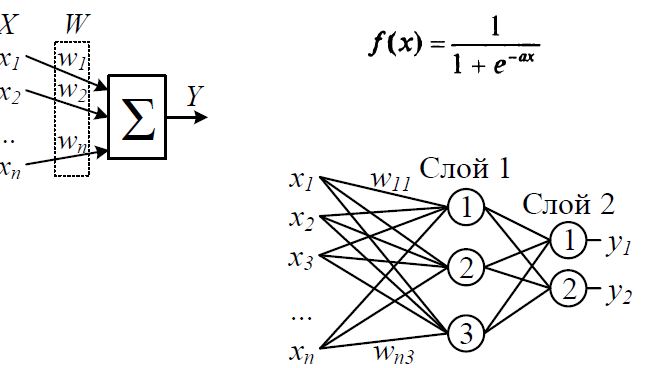 X W
x1 w1
x2 w2
.. wn
xn
Σ
Y
f(x) = 1 / (1 + e^-ax)
Слой 1
Слой 2
x1 w11
x2
x3
...
xn wn3
1
2
3
1 y1
2 y2